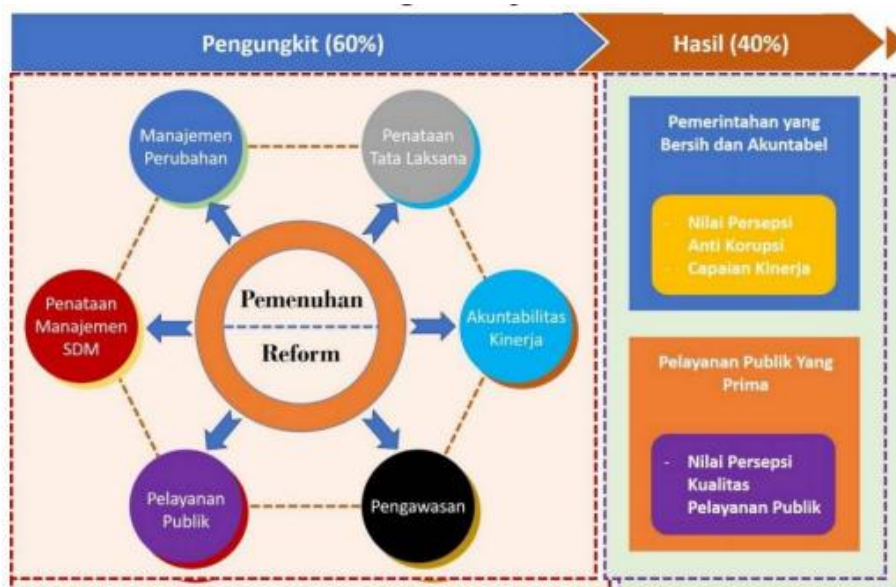 Pengungkit (60%)
Hasil (40%)
Manajemen
Perubahan
Penataan
Tata Laksana
Penataan
Manajemen
SDM
Pemenuhan
Reform
Akuntabilitas
Kinerja
Pelayanan
Publik
Pengawasan
Pemerintahan yang
Bersih dan Akuntabel
- Nilai Persepsi
Anti Korupsi
- Capaian Kinerja
Pelayanan Publik Yang
Prima
- Nilai Persepsi
Kualitas
Pelayanan Publik